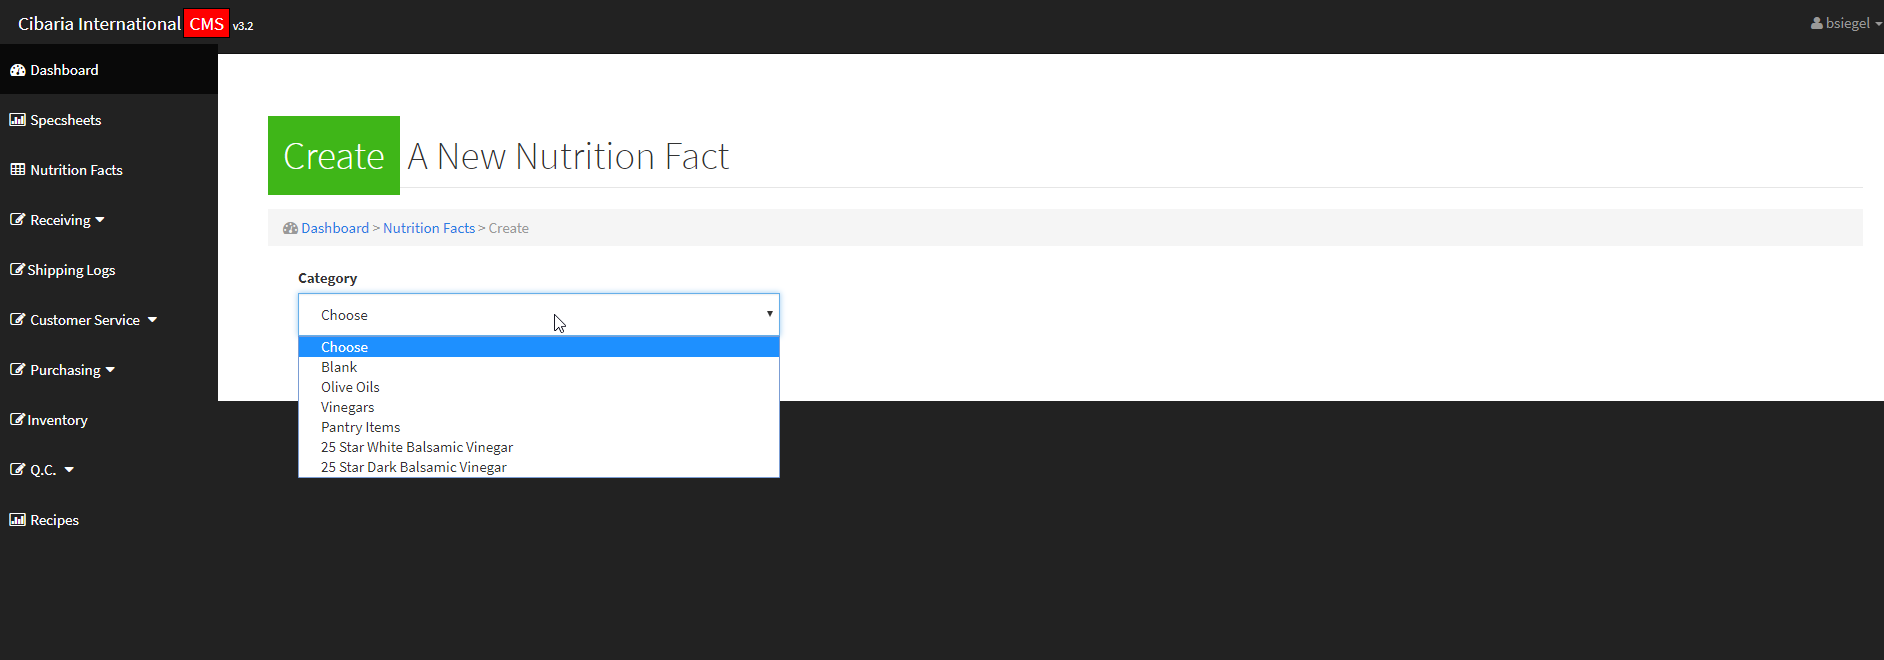 Cibaria International CMS v3.2
bsiegel
Dashboard
Specsheets
Nutrition Facts
Receiving
Shipping Logs
Customer Service
Purchasing
Inventory
Q.C.
Recipes
Create A New Nutrition Fact
Dashboard > Nutrition Facts > Create
Category
Choose
Choose
Blank
Olive Oils
Vinegars
Pantry Items
25 Star White Balsamic Vinegar
25 Star Dark Balsamic Vinegar